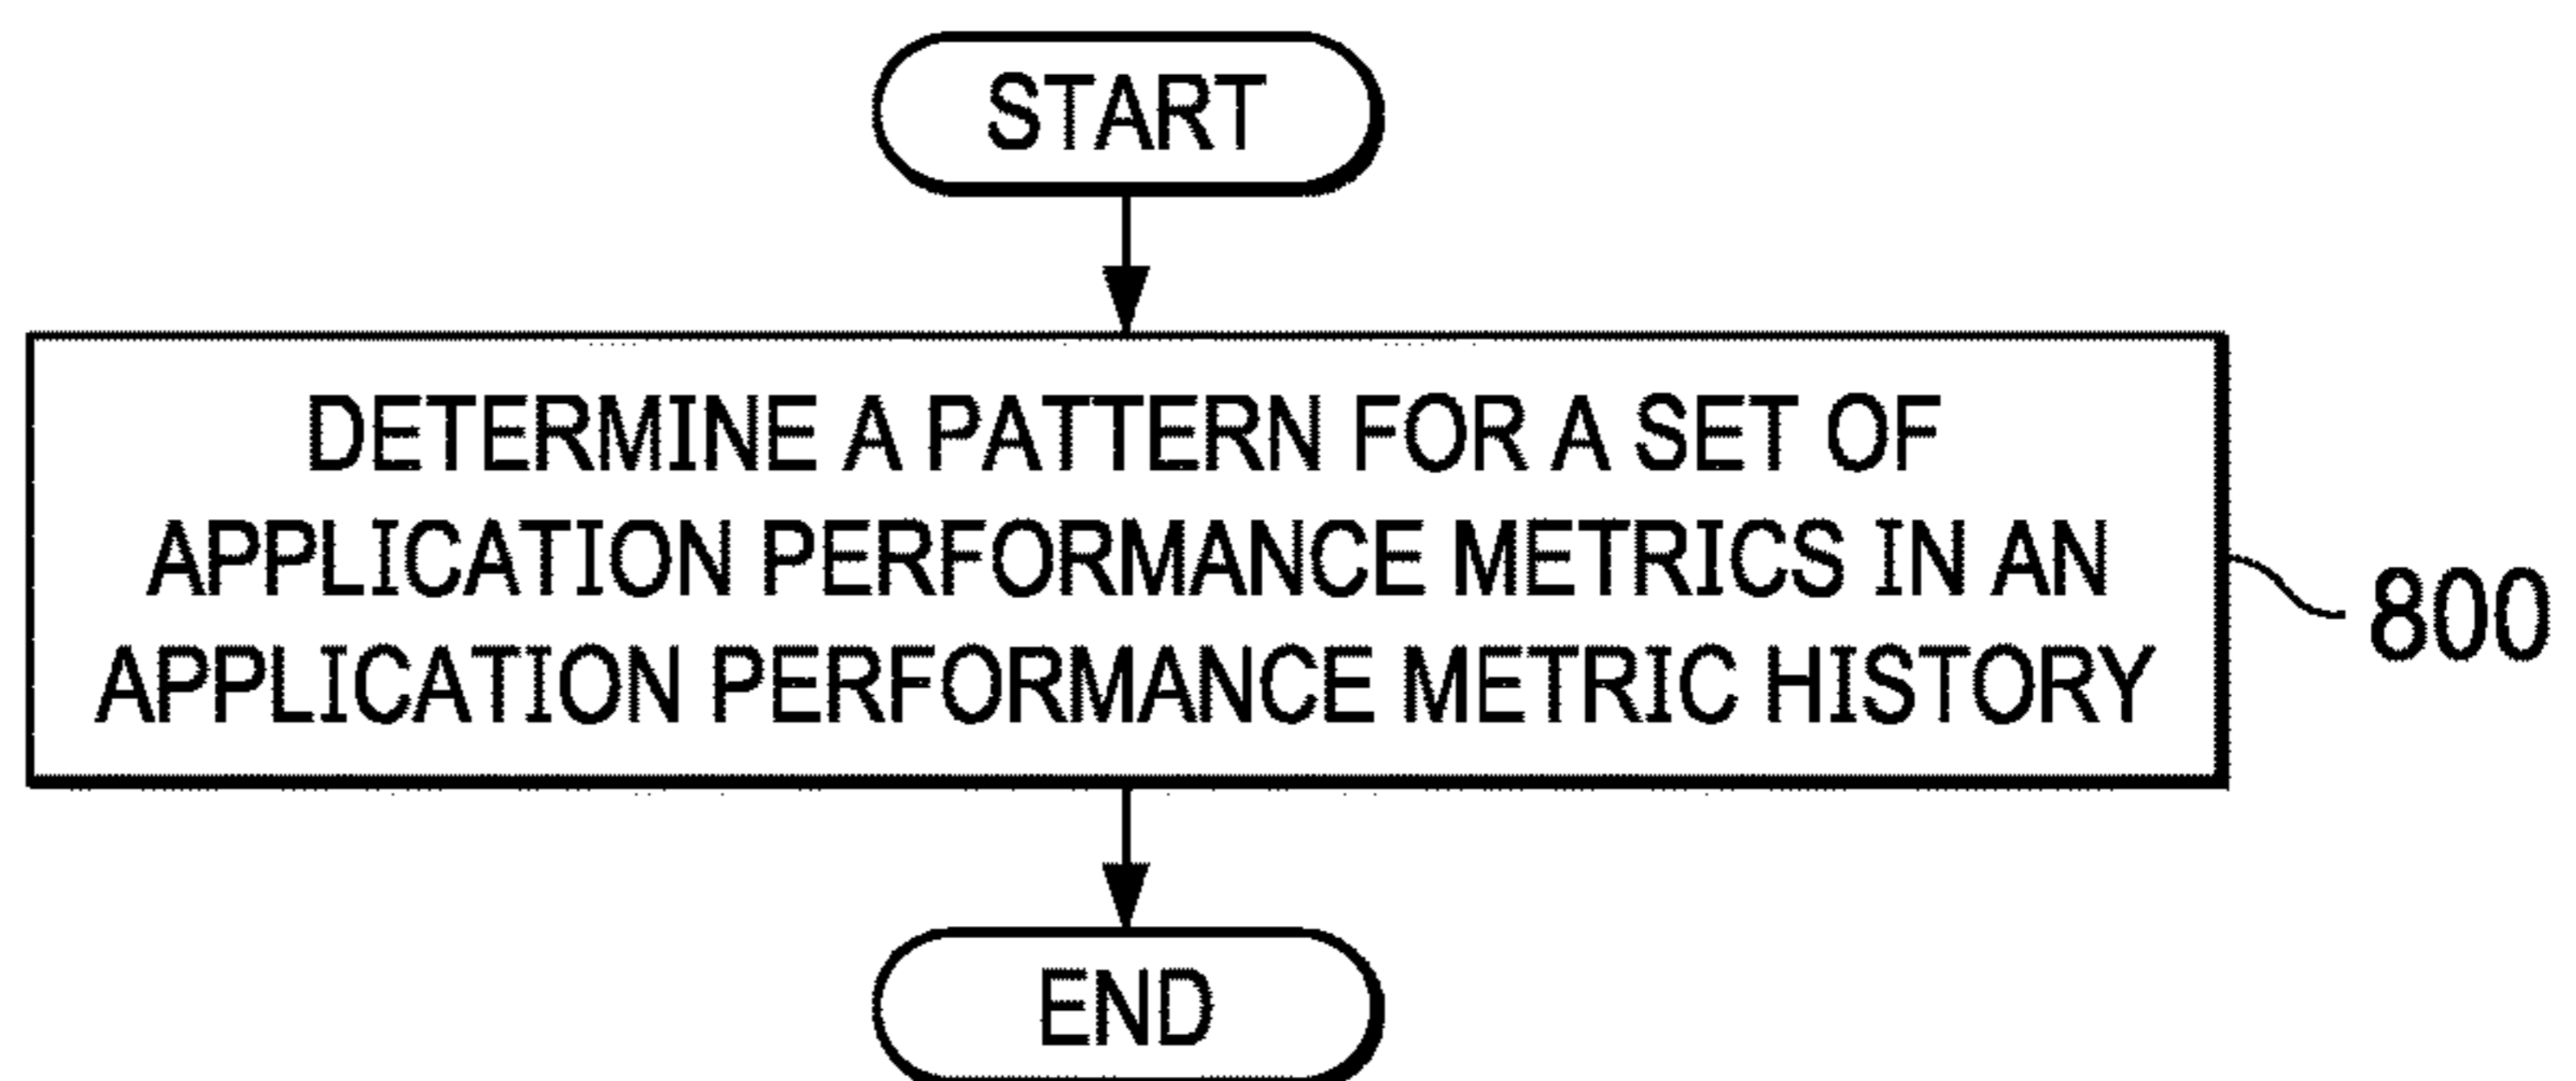 START
DETERMINE A PATTERN FOR A SET OF
APPLICATION PERFORMANCE METRICS IN AN
APPLICATION PERFORMANCE METRIC HISTORY
800
END